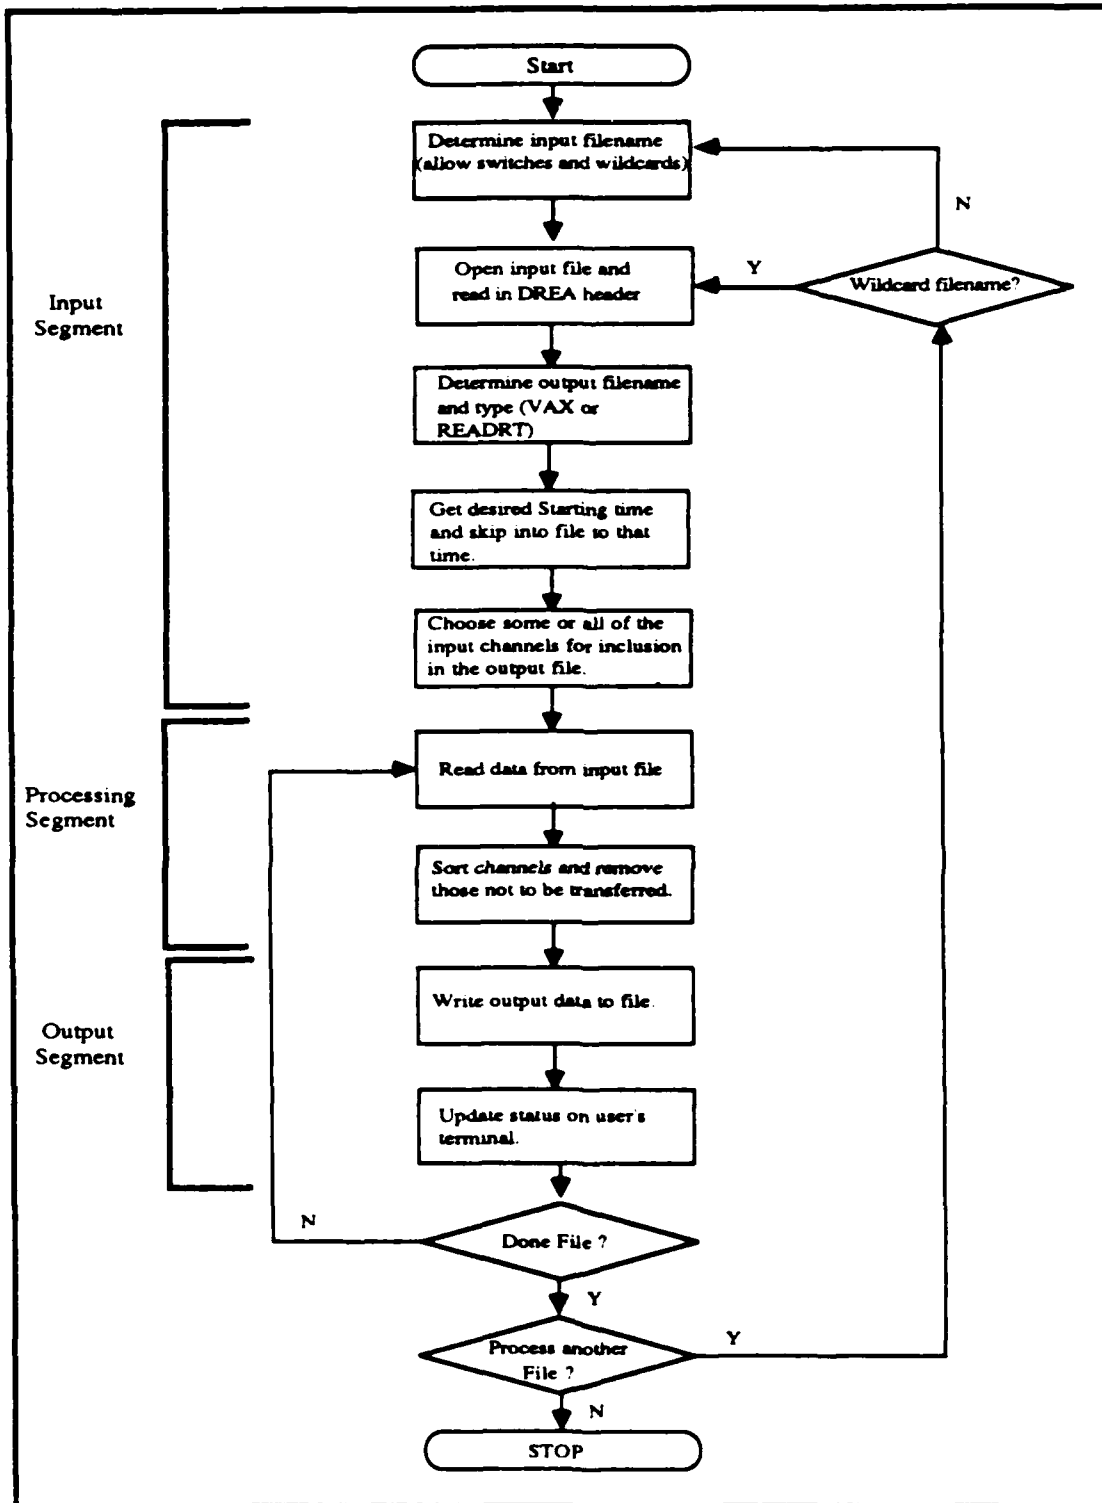 Start
Determine input filename
(allow switches and wildcards)
N
Open input file and
read in DREA header
Y
Wildcard filename?
Input
Segment
Determine output filename
and type (VAX or
READRT)
Get desired Starting time
and skip into file to that
time.
Choose some or all of the
input channels for inclusion
in the output file.
Read data from input file
Processing
Segment
Sort channels and remove
those not to be transferred.
Write output data to file.
Output
Segment
Update status on user's
terminal.
N
Done File ?
Y
Process another
File ?
Y
N
STOP